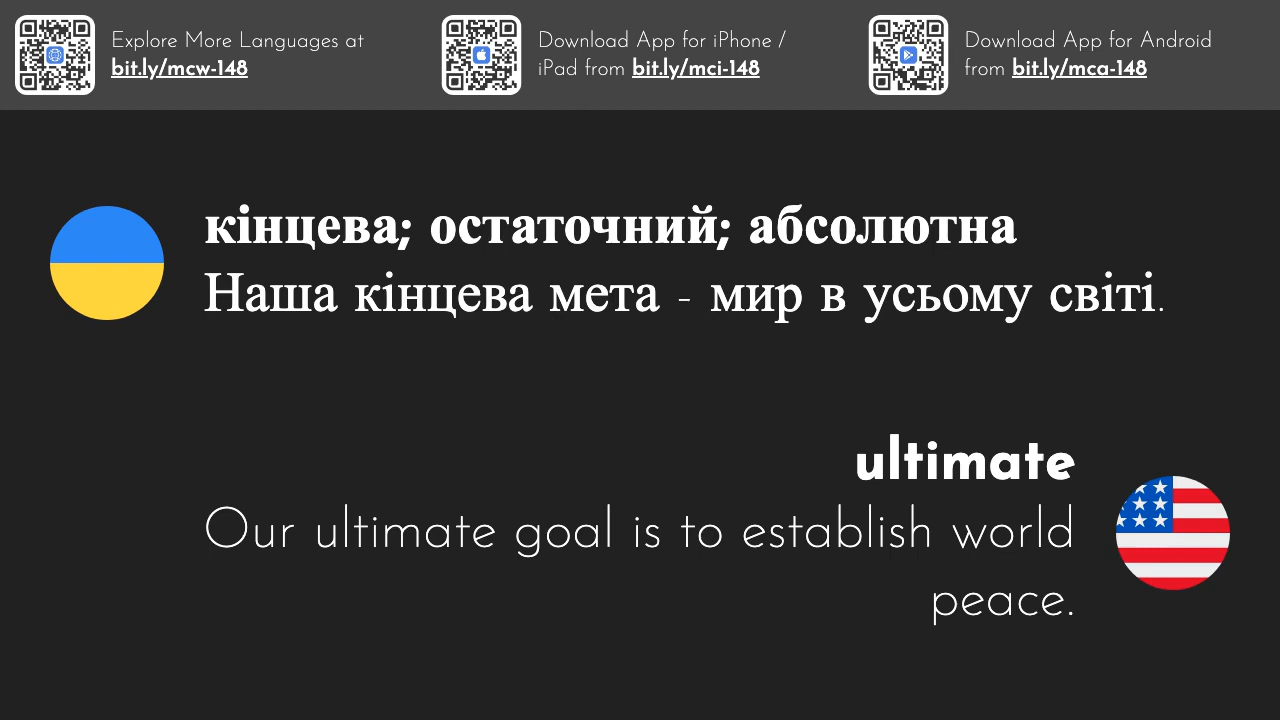 Explore More Languages at
bit.ly/mcw-148
Download App for iPhone /
iPad from bit.ly/mci-148
Download App for Android
from bit.ly/mca-148
кінцева; остаточний; абсолютна
Наша кінцева мета - мир в усьому світі.
ultimate
Our ultimate goal is to establish world
peace.